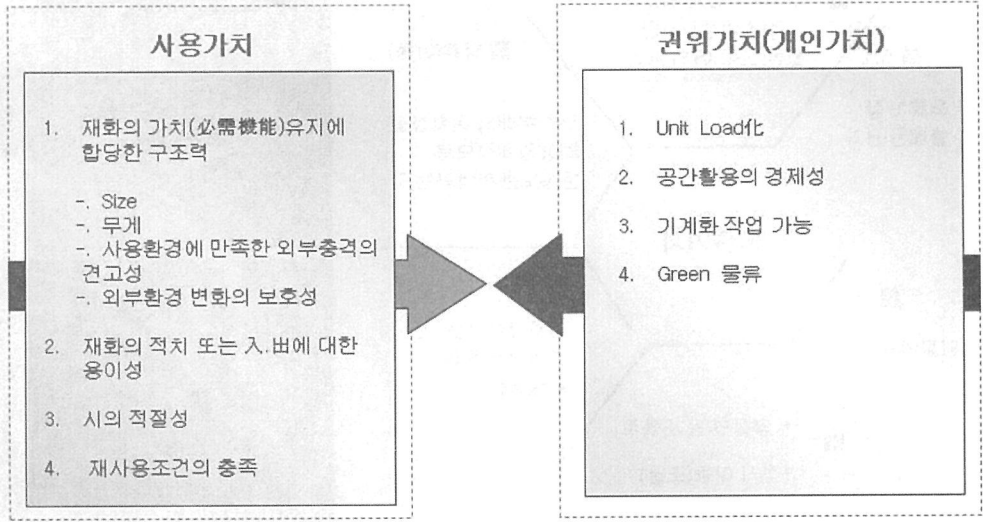 사용가치
1. 재화의 가치(必需機能)유지에
합당한 구조력
-. Size
-. 무게
-. 사용환경에 만족한 외부충격의
견고성
-. 외부환경 변화의 보호성
2. 재화의 적치 또는 入.出에 대한
용이성
3. 시의 적절성
4. 재사용조건의 충족
권위가치(개인가치)
1. Unit Load化
2. 공간활용의 경제성
3. 기계화 작업 가능
4. Green 물류